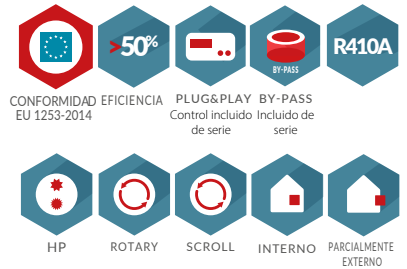 >50%
BY-PASS
R410A
CONFORMIDAD
EU 1253-2014
EFICIENCIA
PLUG&PLAY
Control incluido
de serie
BY-PASS
Incluido de
serie
HP
ROTARY
SCROLL
INTERNO
PARCIALMENTE
EXTERNO